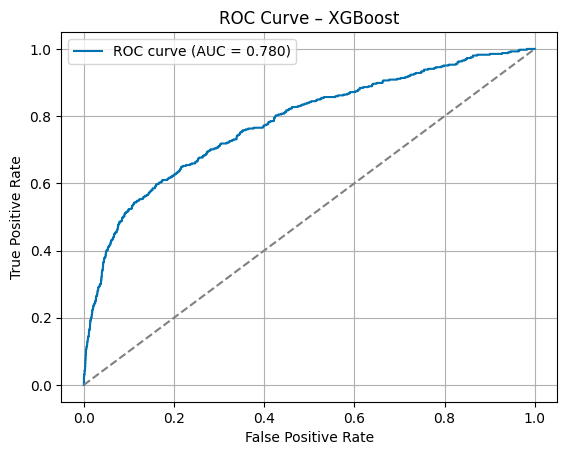 ROC Curve – XGBoost
ROC curve (AUC = 0.780)
True Positive Rate
1.0
0.8
0.6
0.4
0.2
0.0
0.0 0.2 0.4 0.6 0.8 1.0
False Positive Rate